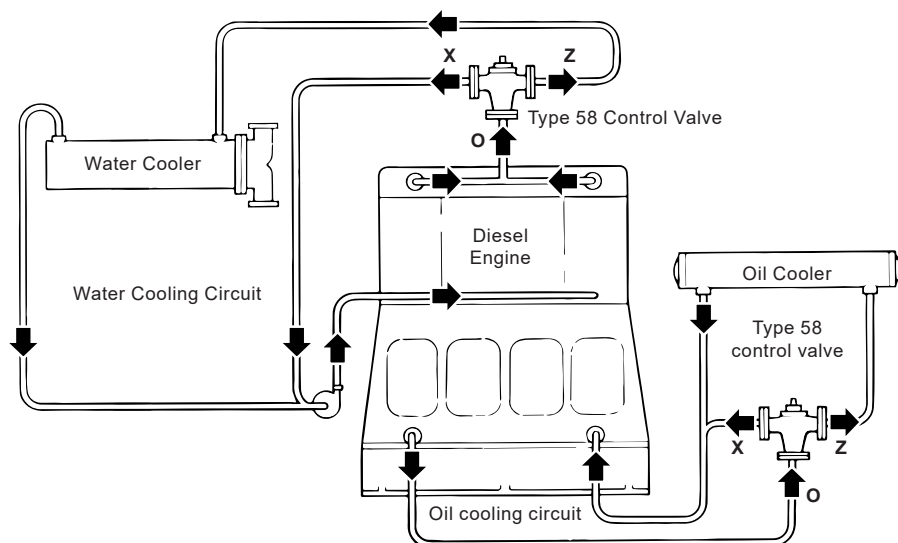 X
Z
Type 58 Control Valve
O
Water Cooler
Diesel
Engine
Water Cooling Circuit
Oil Cooler
Type 58
control valve
X
Z
O
Oil cooling circuit